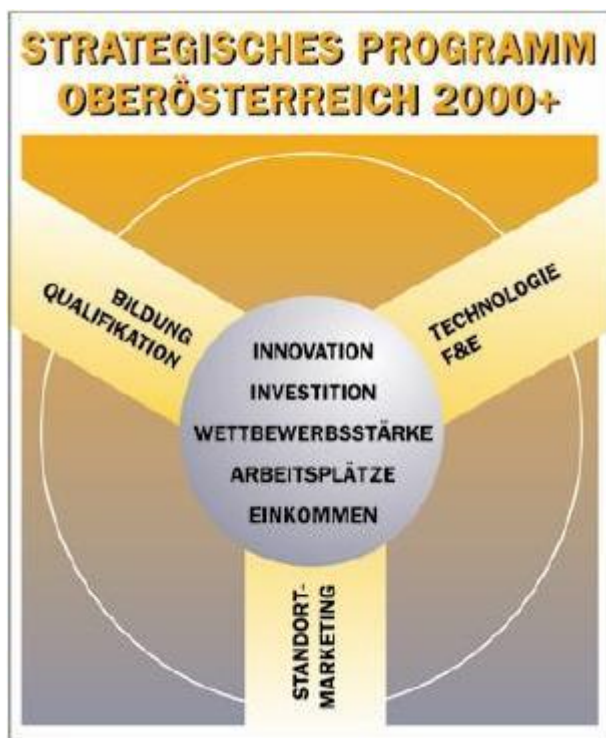 STRATEGISCHES PROGRAMM
OBERÖSTERREICH 2000+
BILDUNG
QUALIFIKATION
TECHNOLOGIE
F&E
INNOVATION
INVESTITION
WETTBEWERBSSTÄRKE
ARBEITSPLÄTZE
EINKOMMEN
STANDORT-
MARKETING